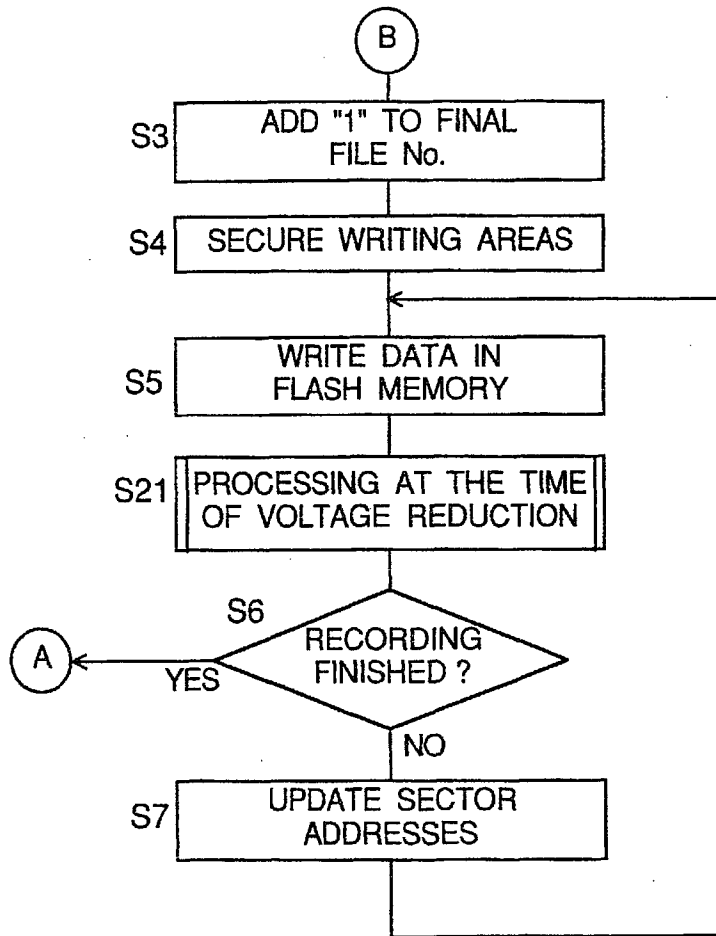 B
S3
ADD "1" TO FINAL
FILE No.
S4
SECURE WRITING AREAS
S5
WRITE DATA IN
FLASH MEMORY
S21
PROCESSING AT THE TIME
OF VOLTAGE REDUCTION
S6
RECORDING
FINISHED ?
A
YES
NO
S7
UPDATE SECTOR
ADDRESSES